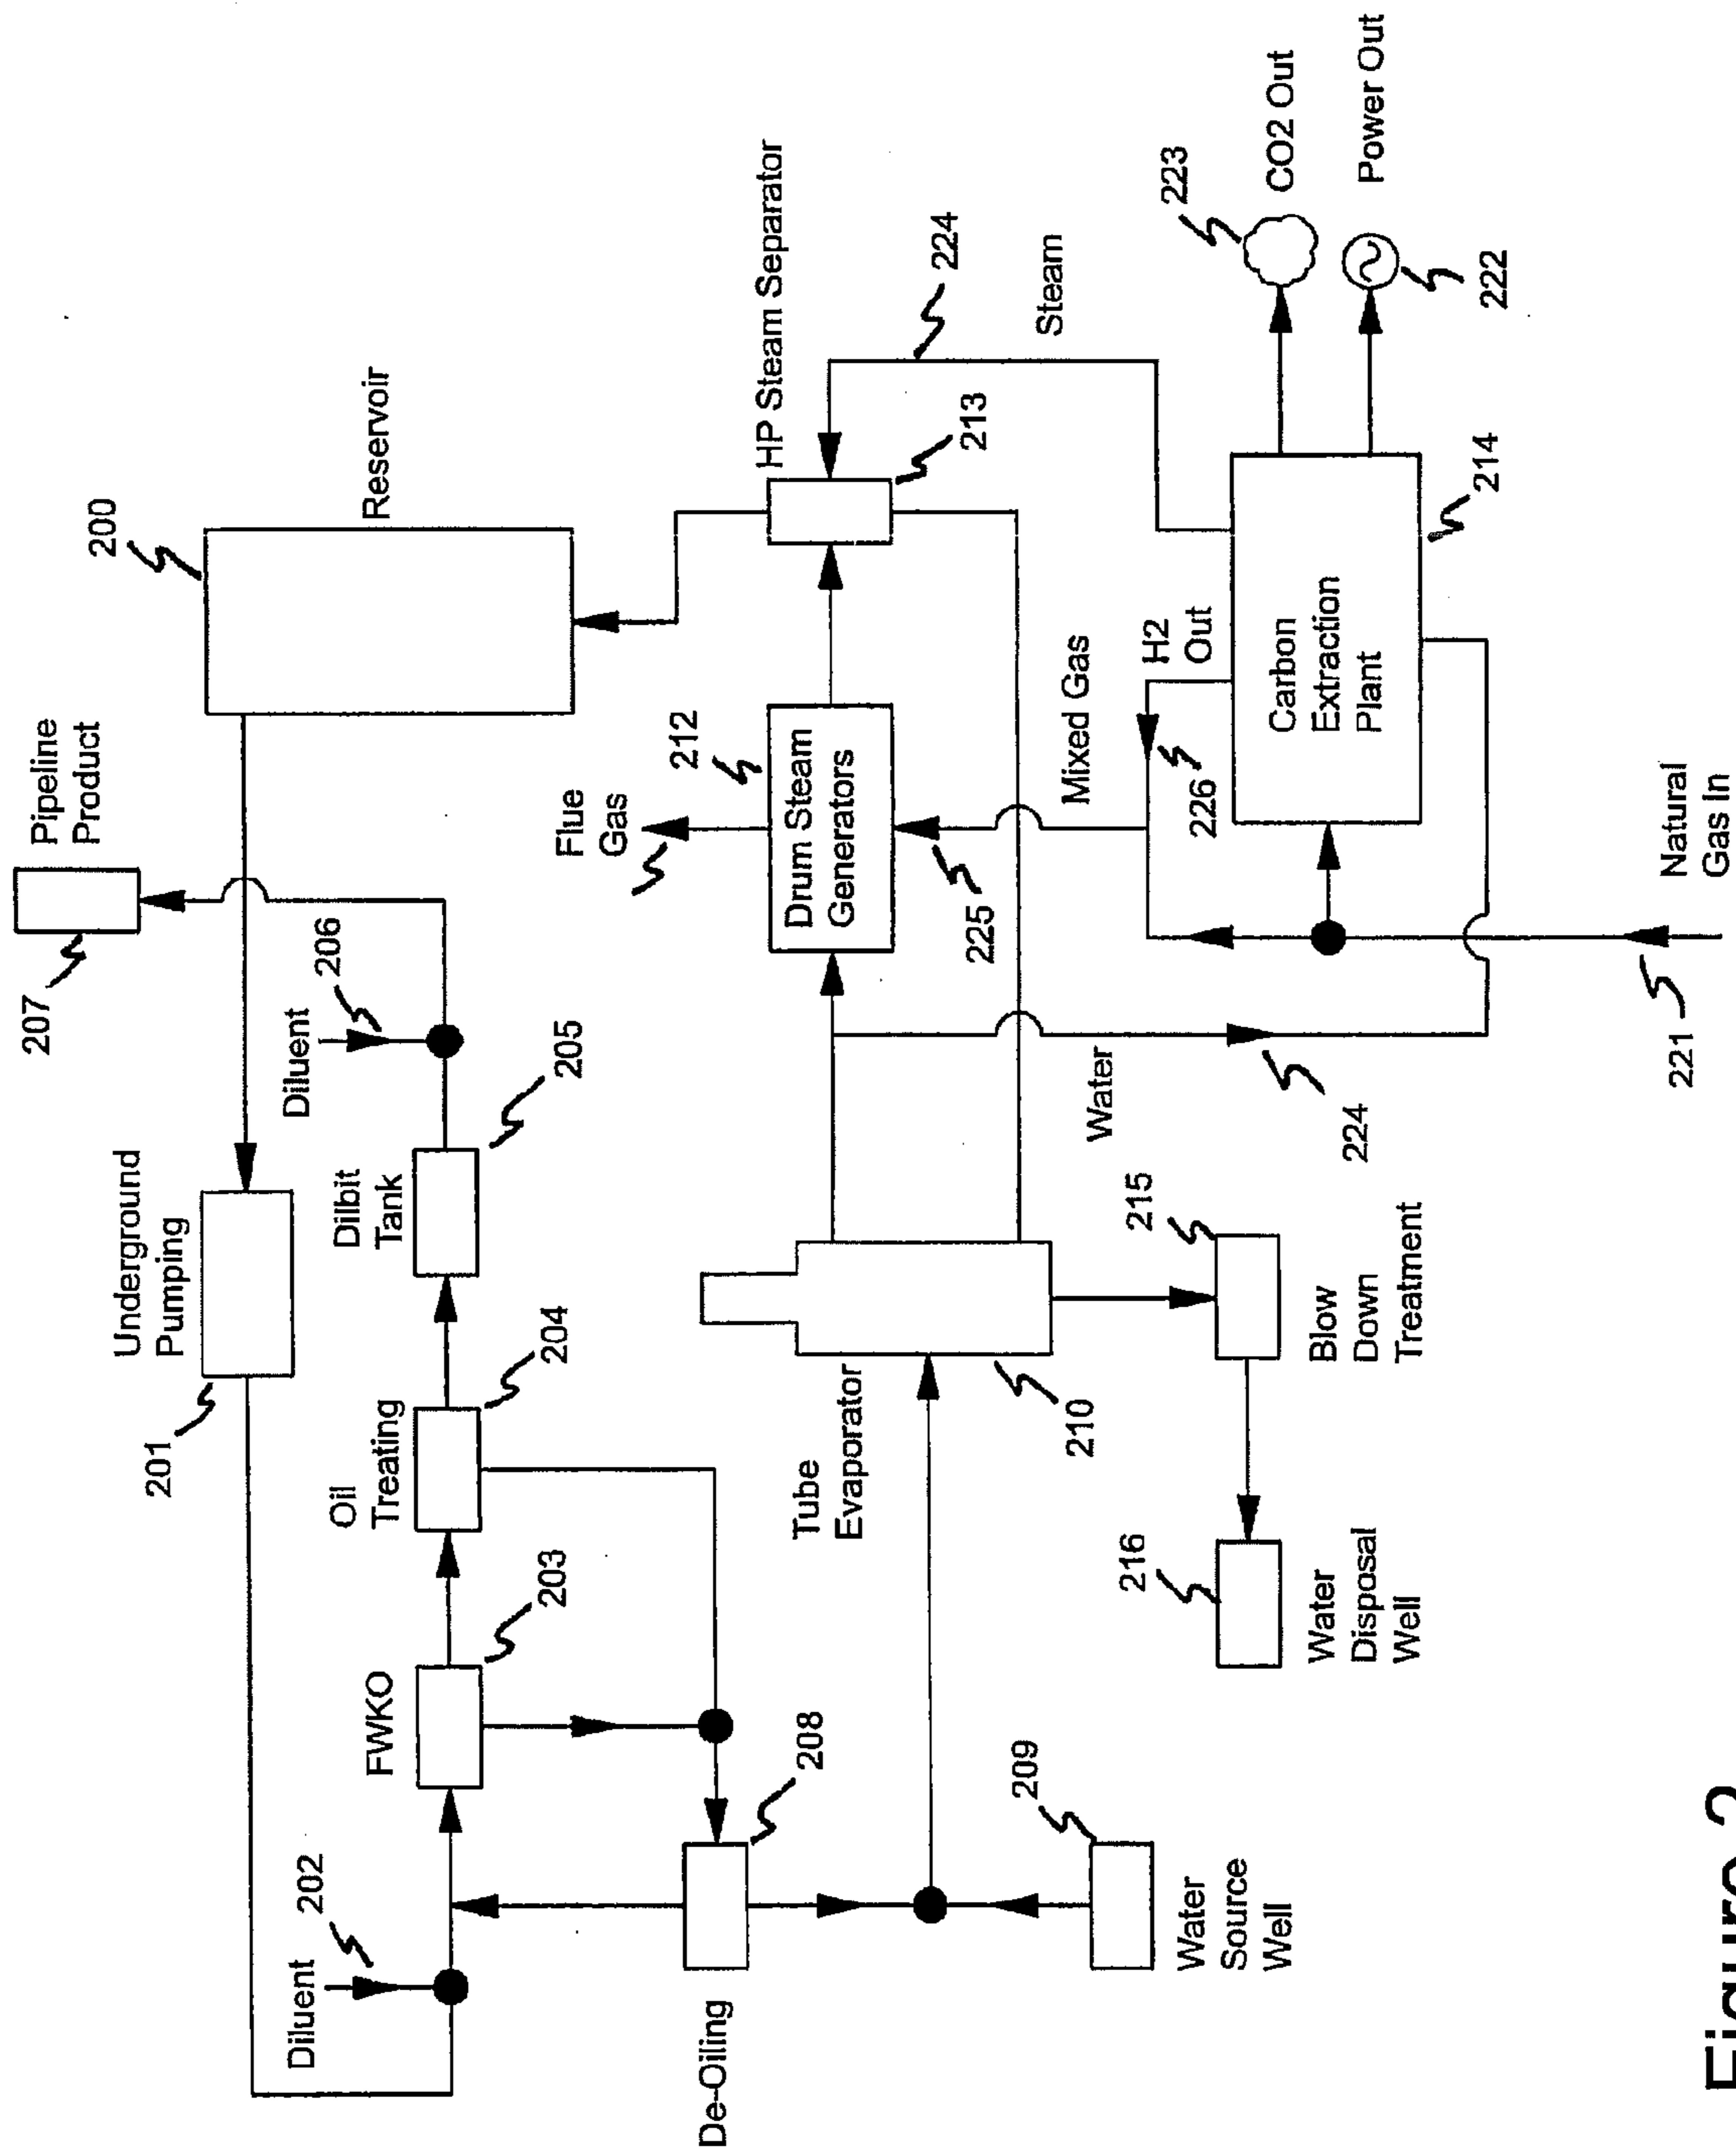 Pipeline
Product
207
200
Underground
Pumping
201
Reservoir
Diluent
202
Diluent
206
FWKO
203
Oil
Treating
204
Dilbit
Tank
205
De-Oiling
208
Flue
Gas
212
Drum Steam
Generators
HP Steam Separator
213
224
Tube
Evaporator
210
225
Mixed Gas
Steam
Water
209
Water
Source
Well
216
Water
Disposal
Well
215
Blow
Down
Treatment
224
H2
Out
226
Carbon
Extraction
Plant
214
223
CO2 Out
Power Out
222
221
Natural
Gas In
Figure 2